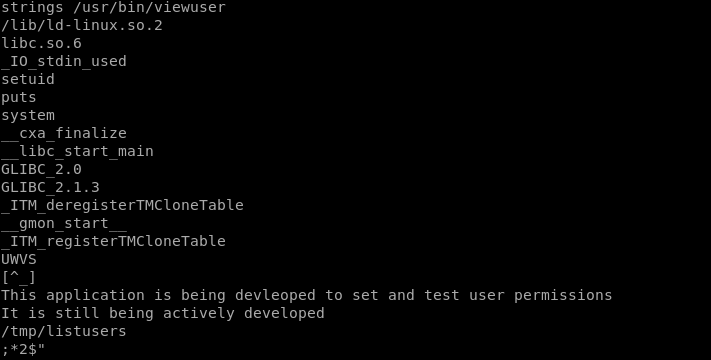 strings /usr/bin/viewuser
/lib/ld-linux.so.2
libc.so.6
_IO_stdin_used
setuid
puts
system
__cxa_finalize
__libc_start_main
GLIBC_2.0
GLIBC_2.1.3
_ITM_deregisterTMCloneTable
__gmon_start__
_ITM_registerTMCloneTable
UWVS
[^_]
This application is being devleoped to set and test user permissions
It is still being actively developed
/tmp/listusers
;*2$"